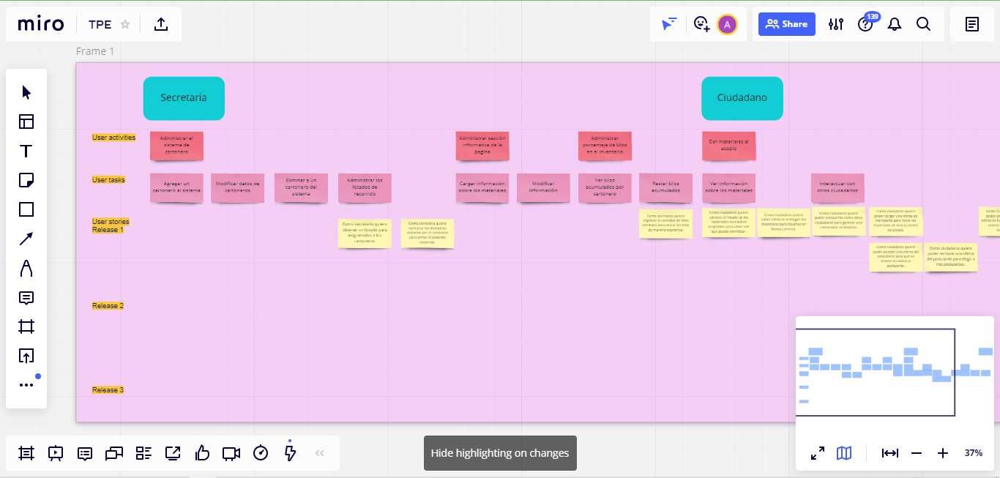 miro
TPE
A
Share
139
Frame 1
Secretaria
Ciudadano
User activities
Administrar el
sistema de
cartonero
Administrar sección
informativa de la
pagina
Administrar
porcentaje de kilos
en el inventario
Dar materiales al
acopio
User tasks
Agregar un
cartonero al sistema
Modificar datos de
cartoneros
Eliminar a un
cartonero del
sistema
Administrar los
listados de
recorrido
Cargar información
sobre los materiales
Modificar
información
Ver kilos
acumulados por
cartonero
Restar kilos
acumulados
Ver información
sobre los materiales
Interactuar con
otros ciudadanos
User stories
Release 1
Como secretaria quiero
obtener un listado para
asignárselos a los
cartoneros
Como secretaria quiero
consultar los domicilios
visitados por el cartonero
para armar el próximo
recorrido.
Como secretaria quiero
registrar la cantidad de kilos
vendidos para restar los kilos
de manera equitativa.
Como ciudadano quiero
conocer el listado de los
materiales reciclables
aceptados para saber con
que puedo contribuir.
Como ciudadano quiero
saber cómo se entregan los
materiales para llevarlos en
forma correcta.
Como ciudadano quiero
poder vincularme como otros
ciudadanos para generar una
comunidad recicladora.
Como ciudadano quiero
poder cargar una oferta de
transporte para llevar los
materiales de otro al centro
de acopio.
Como ciudadano quiero
poder aceptar una oferta del
postulante para que se
envíen los datos al
postulante.
Como ciudadano quiero
poder rechazar una oferta
del postulante para elegir a
mis postulantes.
Release 2
Release 3
Hide highlighting on changes
37%